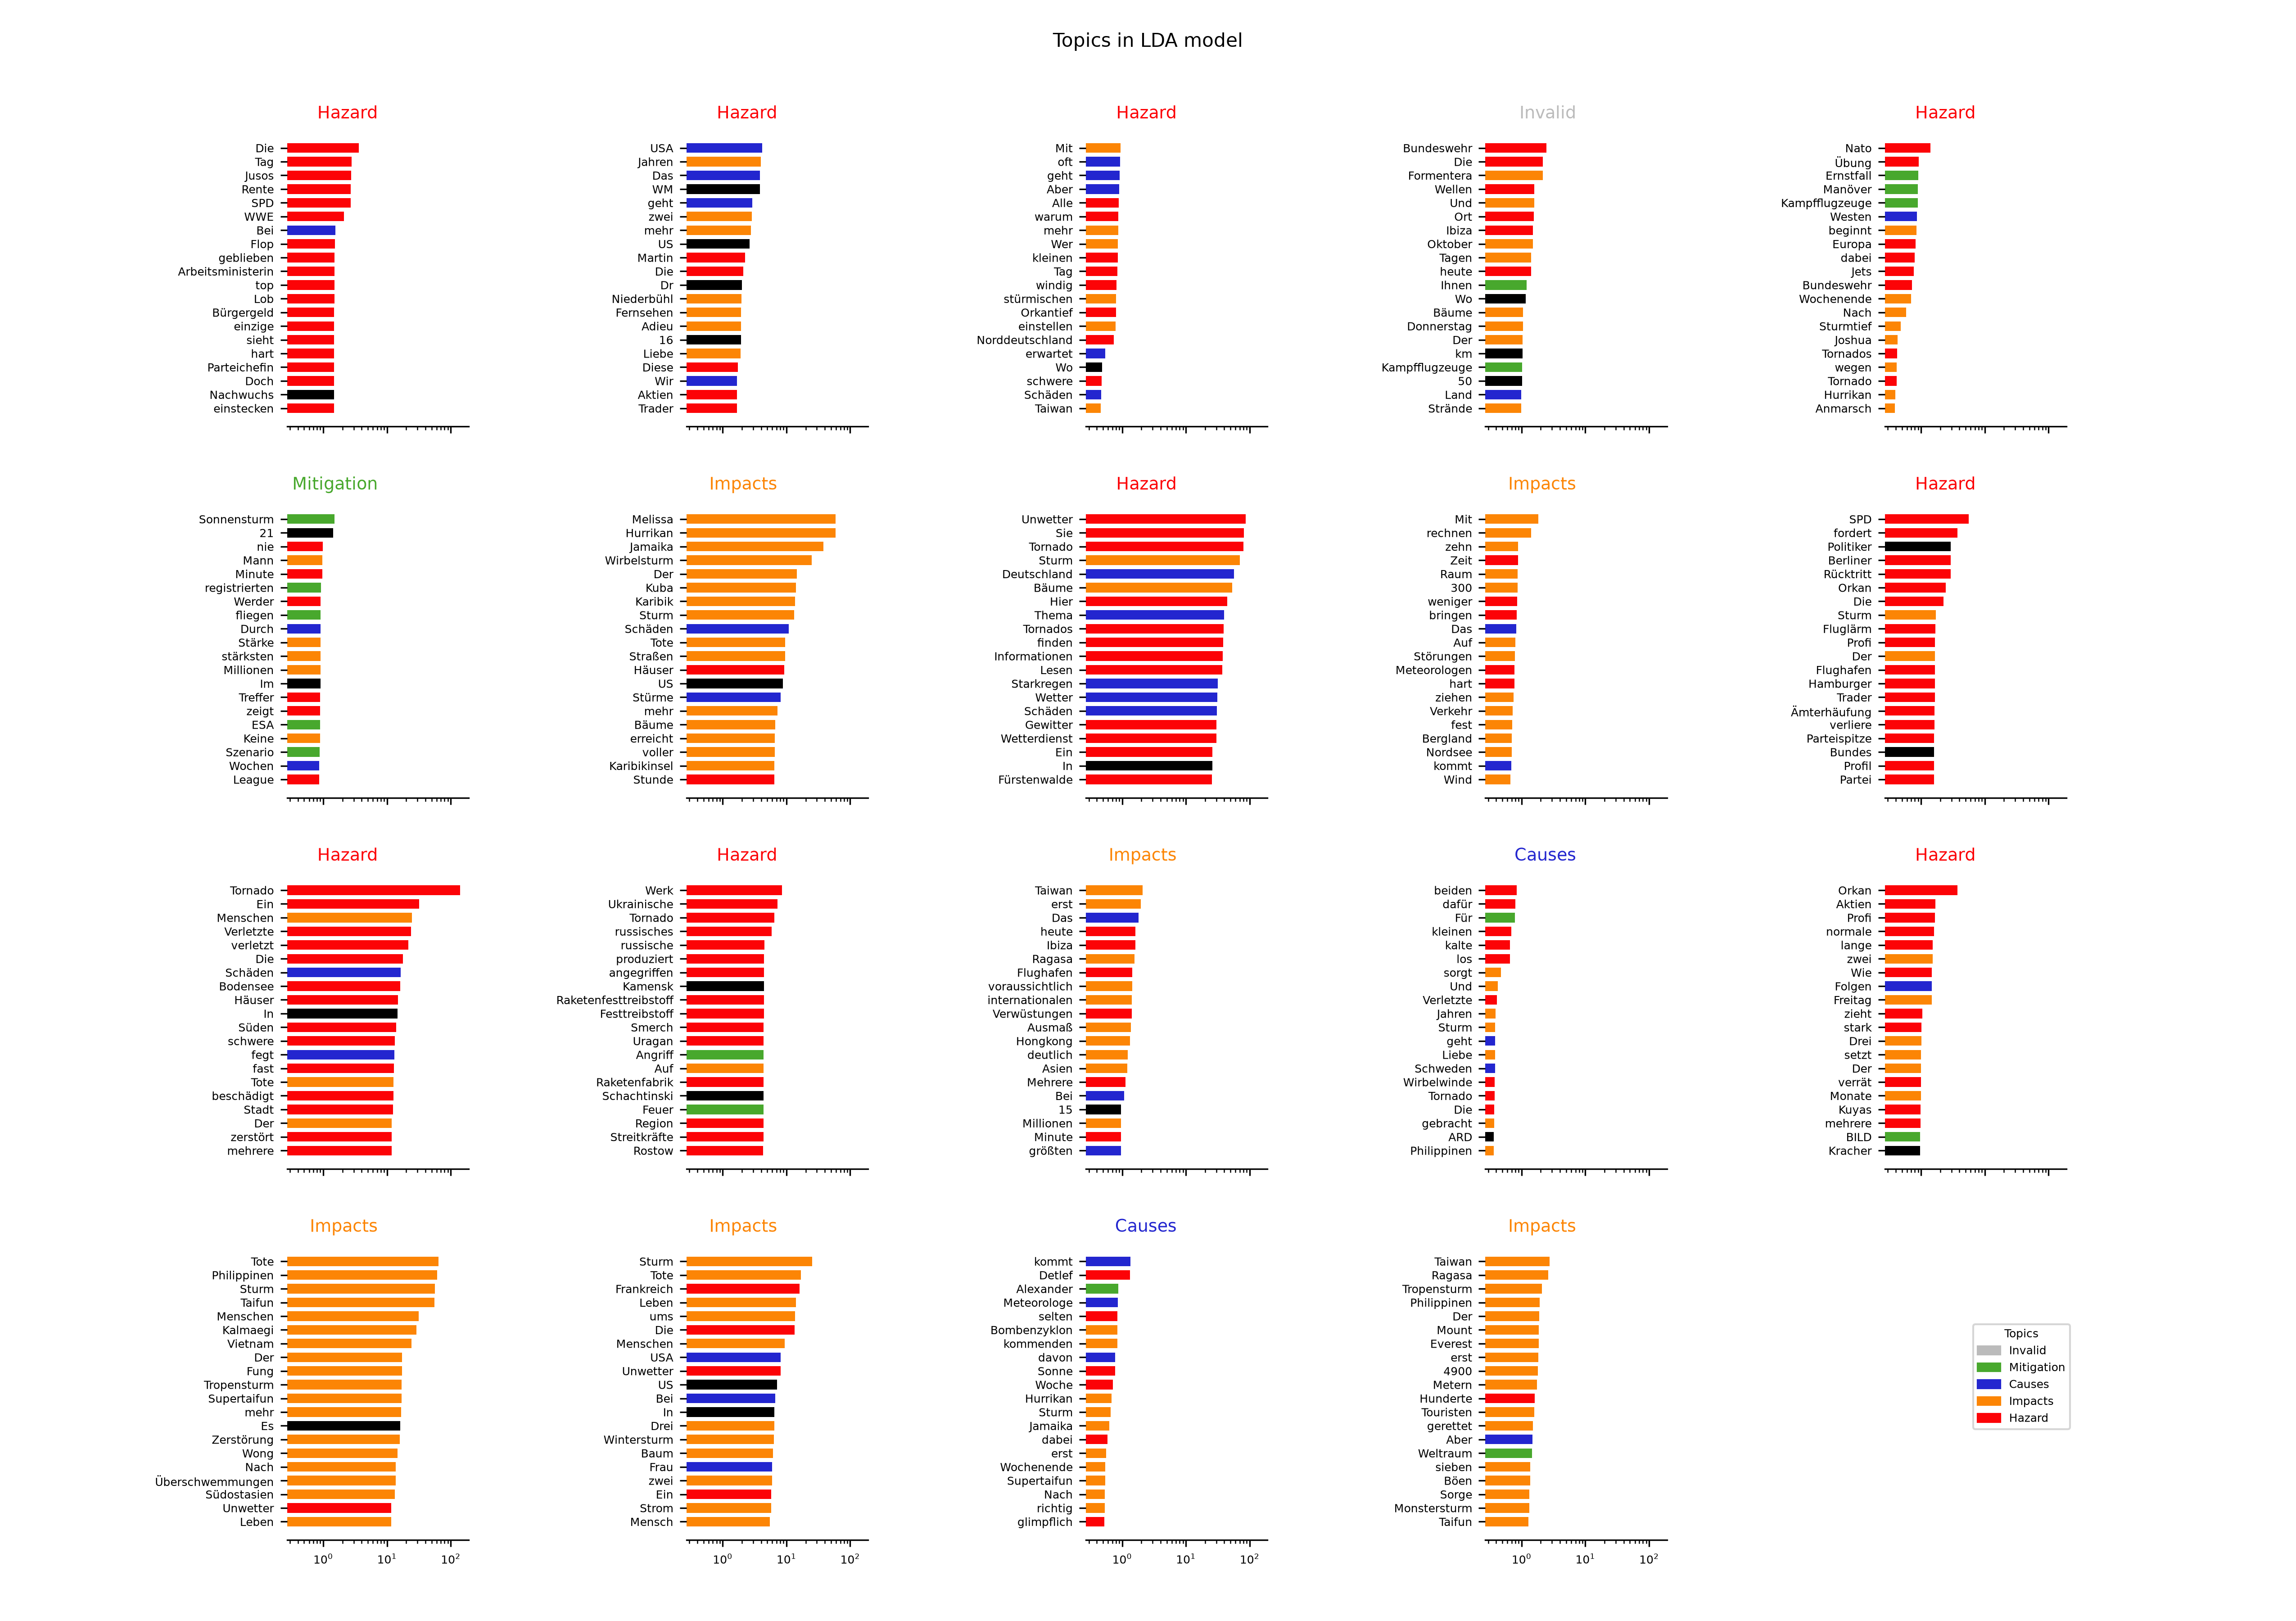 Topics in LDA model
Hazard
Die
Tag
Jusos
Rente
SPD
WWE
Bei
Flop
geblieben
Arbeitsministerin
top
Lob
Bürgergeld
einzige
sieht
hart
Parteichefin
Doch
Nachwuchs
einstecken
Hazard
USA
Jahren
Das
WM
geht
zwei
mehr
US
Martin
Die
Dr
Niederbühl
Fernsehen
Adieu
16
Liebe
Diese
Wir
Aktien
Trader
Hazard
Mit
oft
geht
Aber
Alle
warum
mehr
Wer
kleinen
Tag
windig
stürmischen
Orkantief
einstellen
Norddeutschland
erwartet
Wo
schwere
Schäden
Taiwan
Invalid
Bundeswehr
Die
Formentera
Wellen
Und
Ort
Ibiza
Oktober
Tagen
heute
Ihnen
Wo
Bäume
Donnerstag
Der
km
Kampfflugzeuge
50
Land
Strände
Hazard
Nato
Übung
Ernstfall
Manöver
Kampfflugzeuge
Westen
beginnt
Europa
dabei
Jets
Bundeswehr
Wochenende
Nach
Sturmtief
Joshua
Tornados
wegen
Tornado
Hurrikan
Anmarsch
Mitigation
Sonnensturm
21
nie
Mann
Minute
registrierten
Werder
fliegen
Durch
Stärke
stärksten
Millionen
Im
Treffer
zeigt
ESA
Keine
Szenario
Wochen
League
Impacts
Melissa
Hurrikan
Jamaika
Wirbelsturm
Der
Kuba
Karibik
Sturm
Schäden
Tote
Straßen
Häuser
US
Stürme
mehr
Bäume
erreicht
voller
Karibikinsel
Stunde
Hazard
Unwetter
Sie
Tornado
Sturm
Deutschland
Bäume
Hier
Thema
Tornados
finden
Informationen
Lesen
Starkregen
Wetter
Schäden
Gewitter
Wetterdienst
Ein
In
Fürstenwalde
Impacts
Mit
rechnen
zehn
Zeit
Raum
300
weniger
bringen
Das
Auf
Störungen
Meteorologen
hart
ziehen
Verkehr
fest
Bergland
Nordsee
kommt
Wind
Hazard
SPD
fordert
Politiker
Berliner
Rücktritt
Orkan
Die
Sturm
Fluglärm
Profi
Der
Flughafen
Hamburger
Trader
Ämterhäufung
verliere
Parteispitze
Bundes
Profil
Partei
Hazard
Tornado
Ein
Menschen
Verletzte
verletzt
Die
Schäden
Bodensee
Häuser
In
Süden
schwere
fegt
fast
Tote
beschädigt
Stadt
Der
zerstört
mehrere
Hazard
Werk
Ukrainische
Tornado
russisches
russische
produziert
angegriffen
Kamensk
Raketenfesttreibstoff
Festtreibstoff
Smerch
Uragan
Angriff
Auf
Raketenfabrik
Schachtinski
Feuer
Region
Streitkräfte
Rostow
Impacts
Taiwan
erst
Das
heute
Ibiza
Ragasa
Flughafen
voraussichtlich
internationalen
Verwüstungen
Ausmaß
Hongkong
deutlich
Asien
Mehrere
Bei
15
Millionen
Minute
größten
Causes
beiden
dafür
Für
kleinen
kalte
los
sorgt
Und
Verletzte
Jahren
Sturm
geht
Liebe
Schweden
Wirbelwinde
Tornado
Die
gebracht
ARD
Philippinen
Hazard
Orkan
Aktien
Profi
normale
lange
zwei
Wie
Folgen
Freitag
zieht
stark
Drei
setzt
Der
verrät
Monate
Kuyas
mehrere
BILD
Kracher
Impacts
Tote
Philippinen
Sturm
Taifun
Menschen
Kalmaegi
Vietnam
Der
Fung
Tropensturm
Supertaifun
mehr
Es
Zerstörung
Wong
Nach
Überschwemmungen
Südostasien
Unwetter
Leben
10⁰ 10¹ 10²
Impacts
Sturm
Tote
Frankreich
Leben
ums
Die
Menschen
USA
Unwetter
US
Bei
In
Drei
Wintersturm
Baum
Frau
zwei
Ein
Strom
Mensch
10⁰ 10¹ 10²
Causes
kommt
Detlef
Alexander
Meteorologe
selten
Bombenzyklon
kommenden
davon
Sonne
Woche
Hurrikan
Sturm
Jamaika
dabei
erst
Wochenende
Supertaifun
Nach
richtig
glimpflich
10⁰ 10¹ 10²
Impacts
Taiwan
Ragasa
Tropensturm
Philippinen
Der
Mount
Everest
erst
4900
Metern
Hunderte
Touristen
gerettet
Aber
Weltraum
sieben
Böen
Sorge
Monstersturm
Taifun
10⁰ 10¹ 10²
Topics
Invalid
Mitigation
Causes
Impacts
Hazard